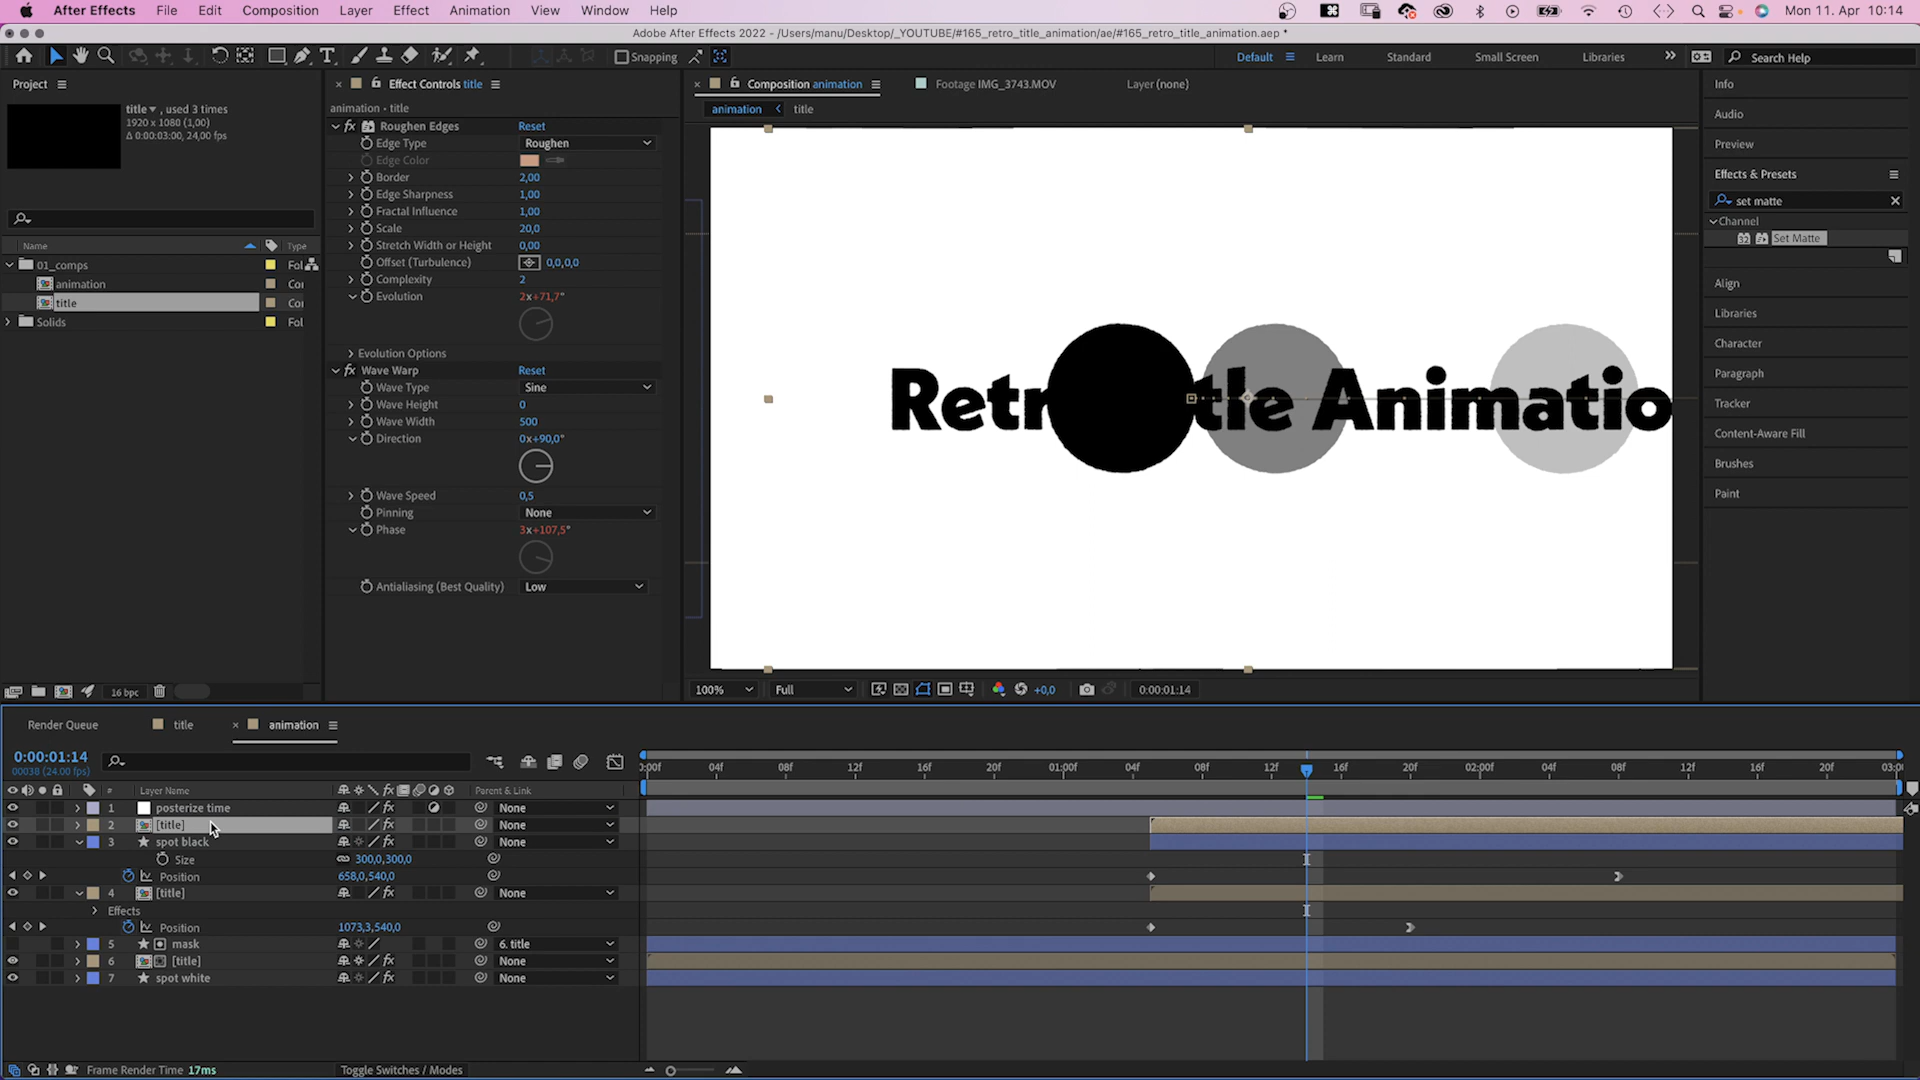 After Effects File Edit Composition Layer Effect Animation View Window Help Mon 11. Apr 10:14
Adobe After Effects 2022 - /Users/manu/Desktop/_YOUTUBE/#165_retro_title_animation/ae/#165_retro_title_animation.aep *
Snapping Default Learn Standard Small Screen Libraries Search Help
Project
title, used 3 times
1920 x 1080 (1,00)
Δ 0:00:03:00, 24,00 fps
Name Type
01_comps Fol
animation Coı
title Coı
Solids Fol
16 bpc
Effect Controls title
animation • title
Roughen Edges Reset
Edge Type Roughen
Edge Color
Border 2,00
Edge Sharpness 1,00
Fractal Influence 1,00
Scale 20,0
Stretch Width or Height 0,00
Offset (Turbulence) 0,0,0,0
Complexity 2
Evolution 2x+71,7°
Evolution Options
Wave Warp Reset
Wave Type Sine
Wave Height 0
Wave Width 500
Direction 0x+90,0°
Wave Speed 0,5
Pinning None
Phase 3x+107,5°
Antialiasing (Best Quality) Low
Composition animation Footage IMG_3743.MOV Layer (none)
animation title
Retr tle Animatio
100% Full +0,0 0:00:01:14
Info
Audio
Preview
Effects & Presets
set matte
Channel
32 Set Matte
Align
Libraries
Character
Paragraph
Tracker
Content-Aware Fill
Brushes
Paint
Render Queue title animation
0:00:01:14
00038 (24.00 fps)
:00f 04f 08f 12f 16f 20f 01:00f 04f 08f 12f 16f 20f 02:00f 04f 08f 12f 16f 20f 03:0
# Layer Name Parent & Link
1 posterize time None
2 [title] None
3 spot black None
Size 300,0,300,0
Position 658,0,540,0
4 [title] None
Effects
Position 1073,3,540,0
5 mask 6. title
6 [title] None
7 spot white None
Frame Render Time 17ms Toggle Switches / Modes